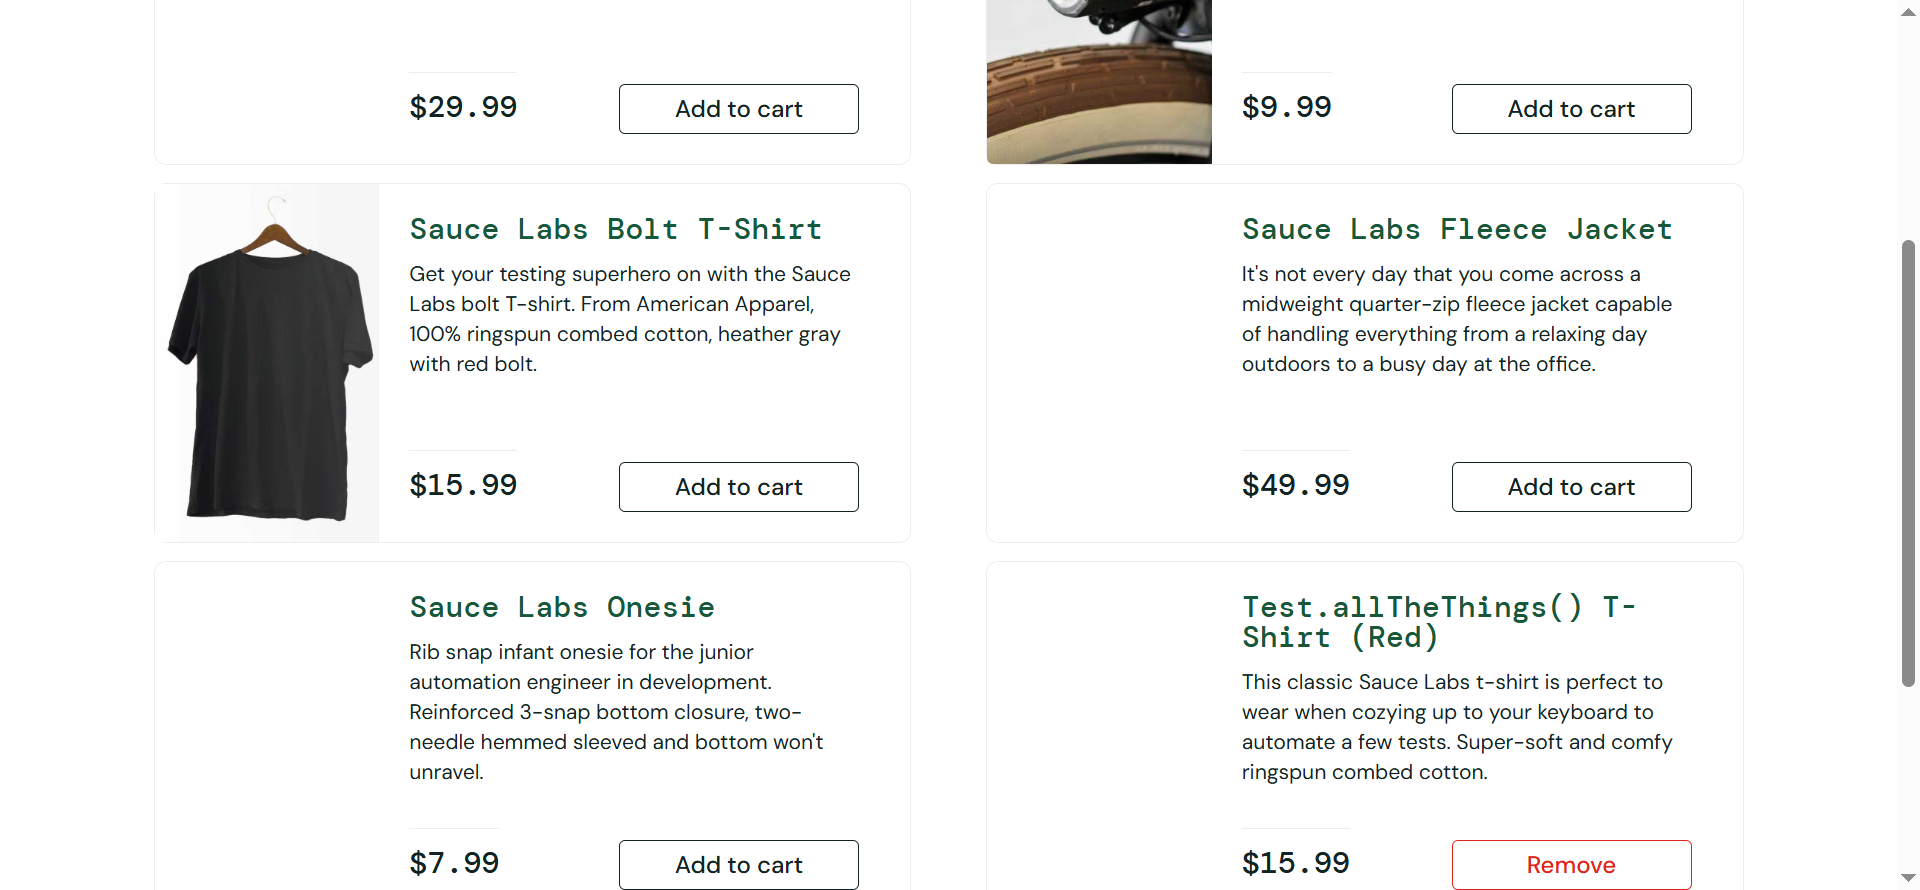 $29.99
Add to cart
$9.99
Add to cart
Sauce Labs Bolt T-Shirt
Get your testing superhero on with the Sauce
Labs bolt T-shirt. From American Apparel,
100% ringspun combed cotton, heather gray
with red bolt.
$15.99
Add to cart
Sauce Labs Fleece Jacket
It's not every day that you come across a
midweight quarter-zip fleece jacket capable
of handling everything from a relaxing day
outdoors to a busy day at the office.
$49.99
Add to cart
Sauce Labs Onesie
Rib snap infant onesie for the junior
automation engineer in development.
Reinforced 3-snap bottom closure, two-
needle hemmed sleeved and bottom won't
unravel.
$7.99
Add to cart
Test.allTheThings() T-
Shirt (Red)
This classic Sauce Labs t-shirt is perfect to
wear when cozying up to your keyboard to
automate a few tests. Super-soft and comfy
ringspun combed cotton.
$15.99
Remove